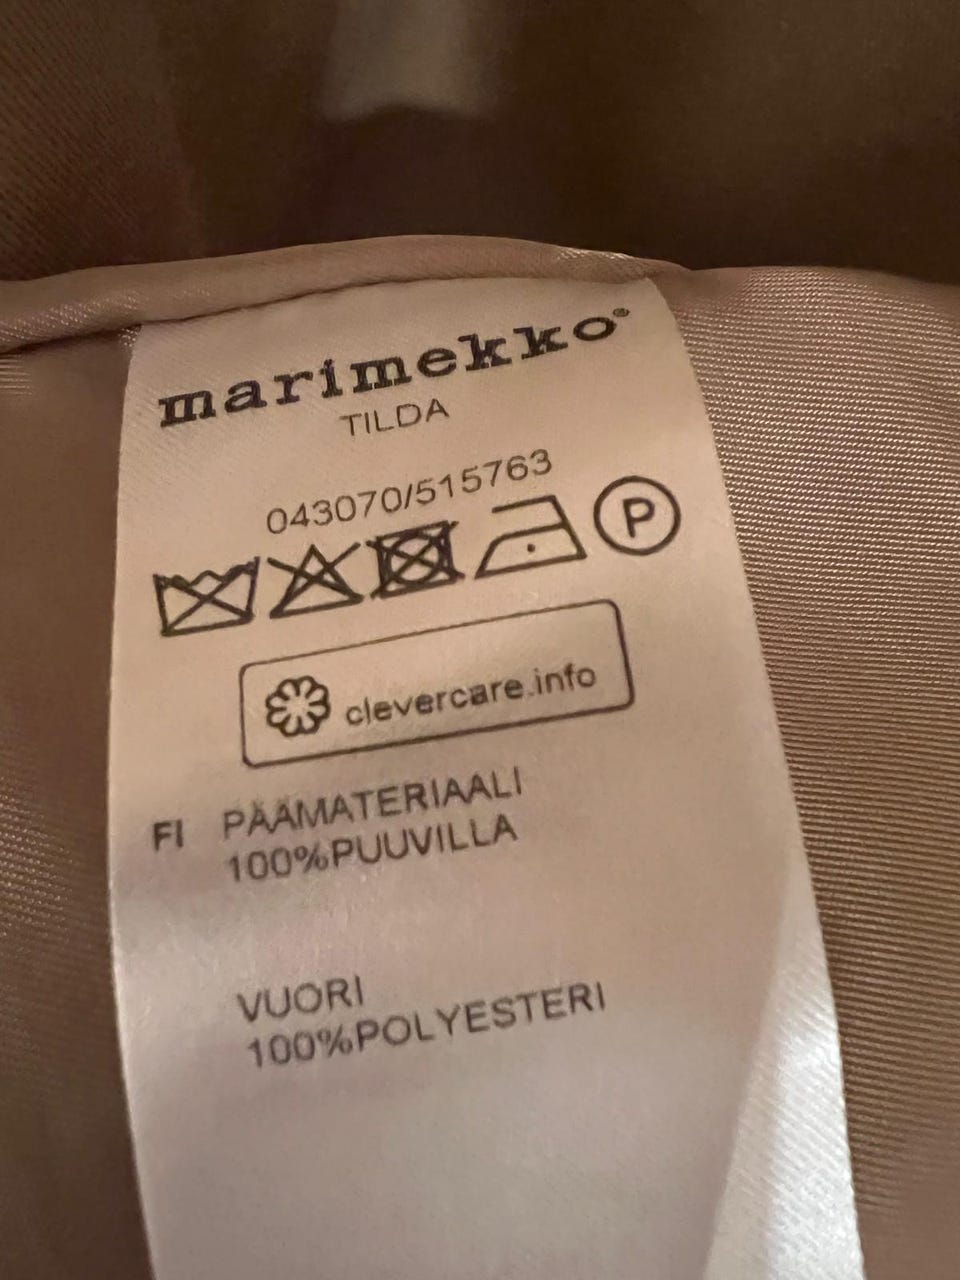 marimekko®
TILDA
043070/515763
P
clevercare.info
FI PÄÄMATERIAALI
100%PUUVILLA
VUORI
100%POLYESTERI